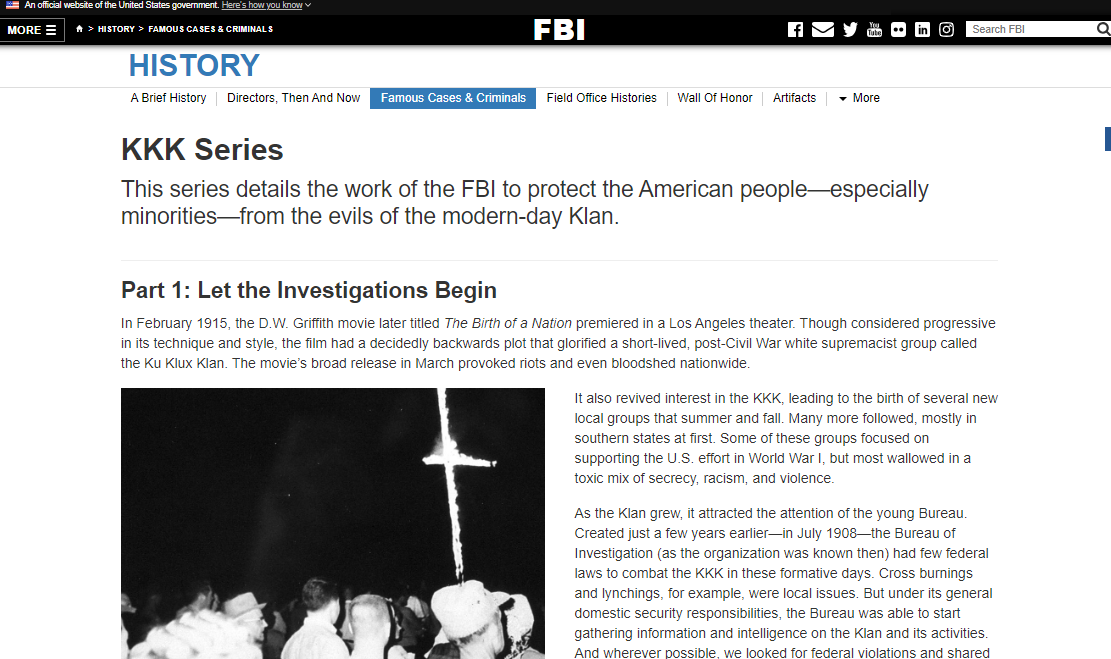 An official website of the United States government. Here's how you know
MORE
> HISTORY > FAMOUS CASES & CRIMINALS
FBI
You Tube
Search FBI
HISTORY
A Brief History
Directors, Then And Now
Famous Cases & Criminals
Field Office Histories
Wall Of Honor
Artifacts
More
KKK Series
This series details the work of the FBI to protect the American people—especially
minorities—from the evils of the modern-day Klan.
Part 1: Let the Investigations Begin
In February 1915, the D.W. Griffith movie later titled The Birth of a Nation premiered in a Los Angeles theater. Though considered progressive
in its technique and style, the film had a decidedly backwards plot that glorified a short-lived, post-Civil War white supremacist group called
the Ku Klux Klan. The movie's broad release in March provoked riots and even bloodshed nationwide.
It also revived interest in the KKK, leading to the birth of several new
local groups that summer and fall. Many more followed, mostly in
southern states at first. Some of these groups focused on
supporting the U.S. effort in World War I, but most wallowed in a
toxic mix of secrecy, racism, and violence.
As the Klan grew, it attracted the attention of the young Bureau.
Created just a few years earlier—in July 1908—the Bureau of
Investigation (as the organization was known then) had few federal
laws to combat the KKK in these formative days. Cross burnings
and lynchings, for example, were local issues. But under its general
domestic security responsibilities, the Bureau was able to start
gathering information and intelligence on the Klan and its activities.
And wherever possible, we looked for federal violations and shared